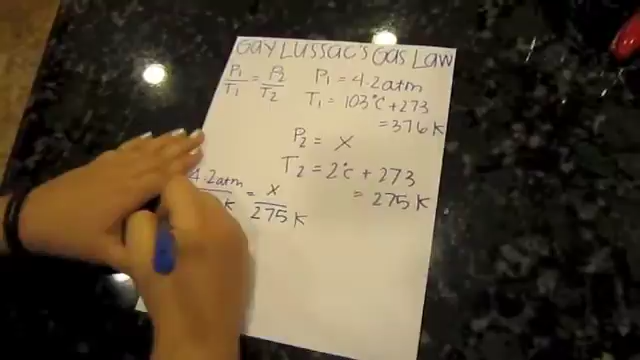 Gay Lussac's Gas Law
P1/T1 = P2/T2
P1 = 4.2atm
T1 = 103°C + 273
= 376 K
P2 = x
T2 = 2°C + 273
= 275 K
4.2atm/K = x/275 K